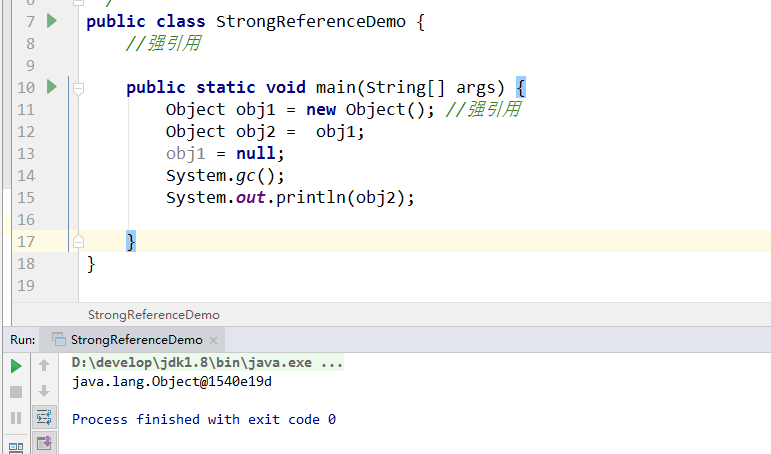 6 /
7 public class StrongReferenceDemo {
8 //强引用
9
10 public static void main(String[] args) {
11 Object obj1 = new Object(); //强引用
12 Object obj2 =  obj1;
13 obj1 = null;
14 System.gc();
15 System.out.println(obj2);
16
17 }
18 }
19
StrongReferenceDemo
Run: StrongReferenceDemo ×
D:\develop\jdk1.8\bin\java.exe ...
java.lang.Object@1540e19d
Process finished with exit code 0